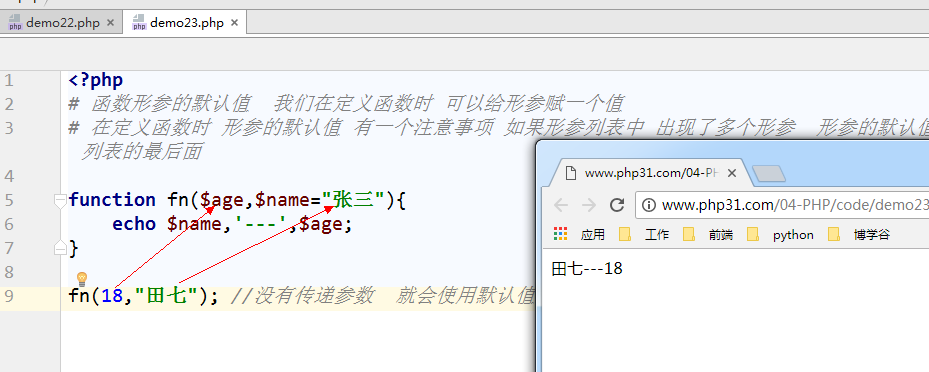 demo22.php
demo23.php
1 <?php
2 # 函数形参的默认值 我们在定义函数时 可以给形参赋一个值
3 # 在定义函数时 形参的默认值 有一个注意事项 如果形参列表中 出现了多个形参 形参的默认值
列表的最后面
4
5 function fn($age,$name="张三"){
6 echo $name,'---',$age;
7 }
8
9 fn(18,"田七"); //没有传递参数 就会使用默认值
www.php31.com/04-PH
www.php31.com/04-PHP/code/demo23
应用 工作 前端 python 博学谷
田七---18